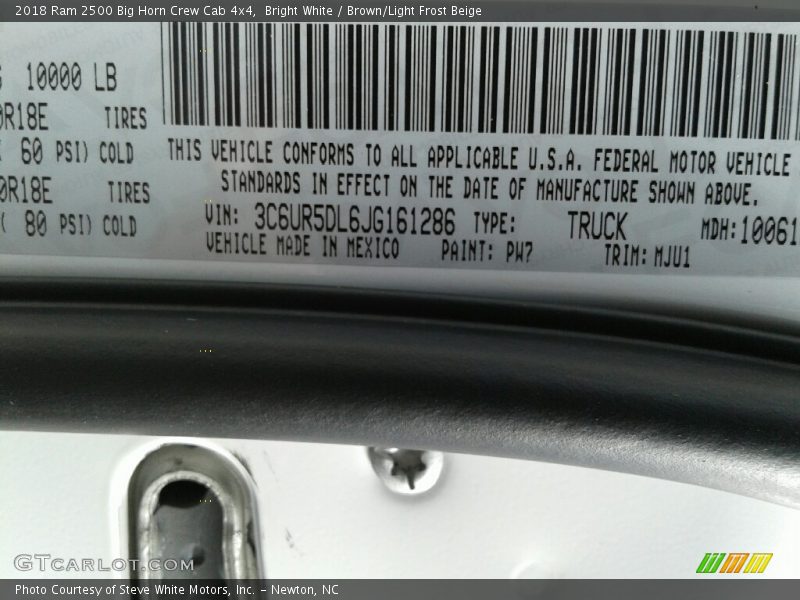 2018 Ram 2500 Big Horn Crew Cab 4x4, Bright White / Brown/Light Frost Beige
10000 LB
0R18E TIRES
60 PSI) COLD
0R18E TIRES
( 80 PSI) COLD
THIS VEHICLE CONFORMS TO ALL APPLICABLE U.S.A. FEDERAL MOTOR VEHICLE
STANDARDS IN EFFECT ON THE DATE OF MANUFACTURE SHOWN ABOVE.
VIN: 3C6UR5DL6JG161286 TYPE: TRUCK MDH: 10061
VEHICLE MADE IN MEXICO PAINT: PW7 TRIM: MJU1
GTCARLOT.COM
Photo Courtesy of Steve White Motors, Inc. – Newton, NC